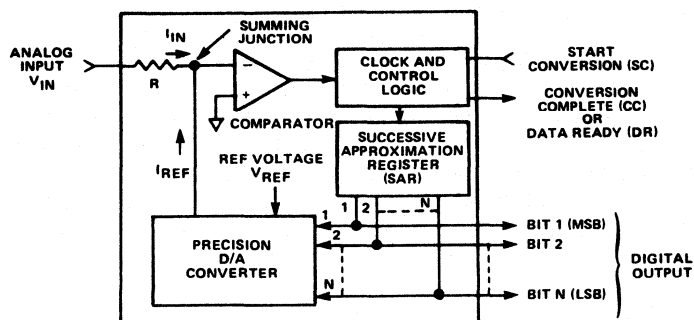 ANALOG
INPUT
VIN
IIN
R
SUMMING
JUNCTION
−
+
COMPARATOR
CLOCK AND
CONTROL
LOGIC
START
CONVERSION (SC)
CONVERSION
COMPLETE (CC)
OR
DATA READY (DR)
SUCCESSIVE
APPROXIMATION
REGISTER
(SAR)
1 2 N
IREF
REF VOLTAGE
VREF
PRECISION
D/A
CONVERTER
1
2
N
BIT 1 (MSB)
BIT 2
BIT N (LSB)
DIGITAL
OUTPUT